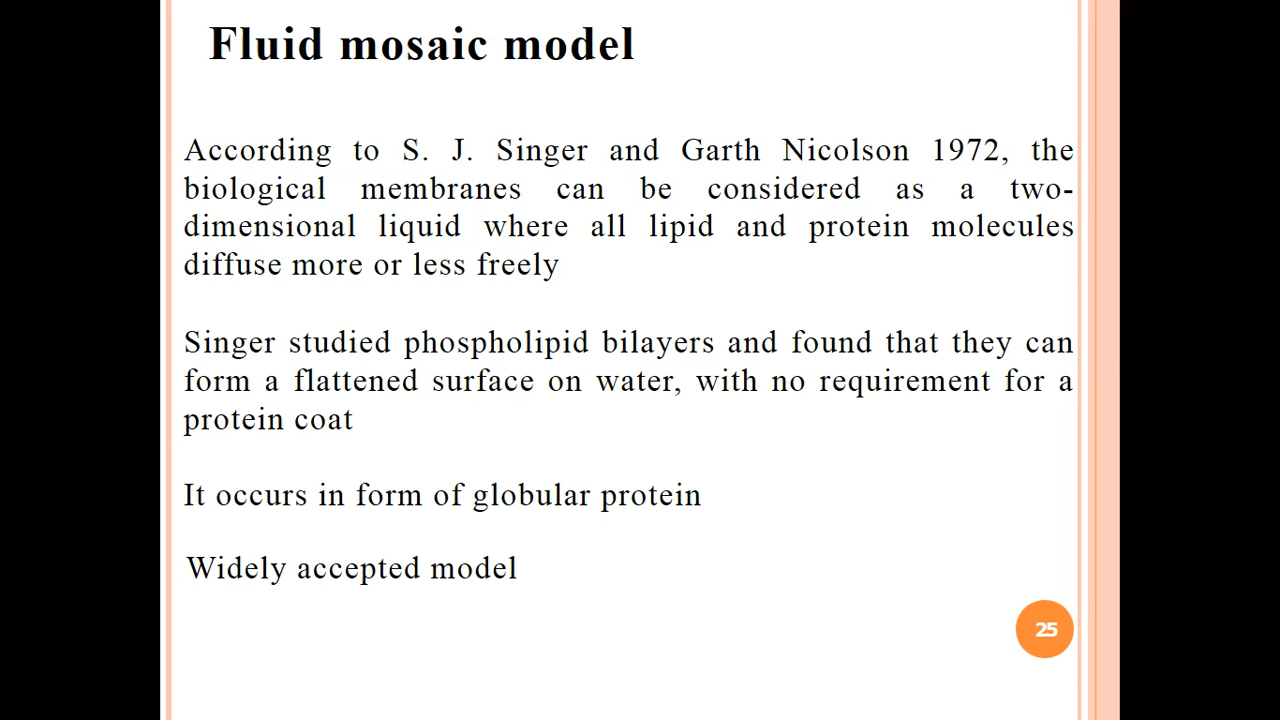 Fluid mosaic model
According to S. J. Singer and Garth Nicolson 1972, the
biological membranes can be considered as a two-
dimensional liquid where all lipid and protein molecules
diffuse more or less freely
Singer studied phospholipid bilayers and found that they can
form a flattened surface on water, with no requirement for a
protein coat
It occurs in form of globular protein
Widely accepted model
25